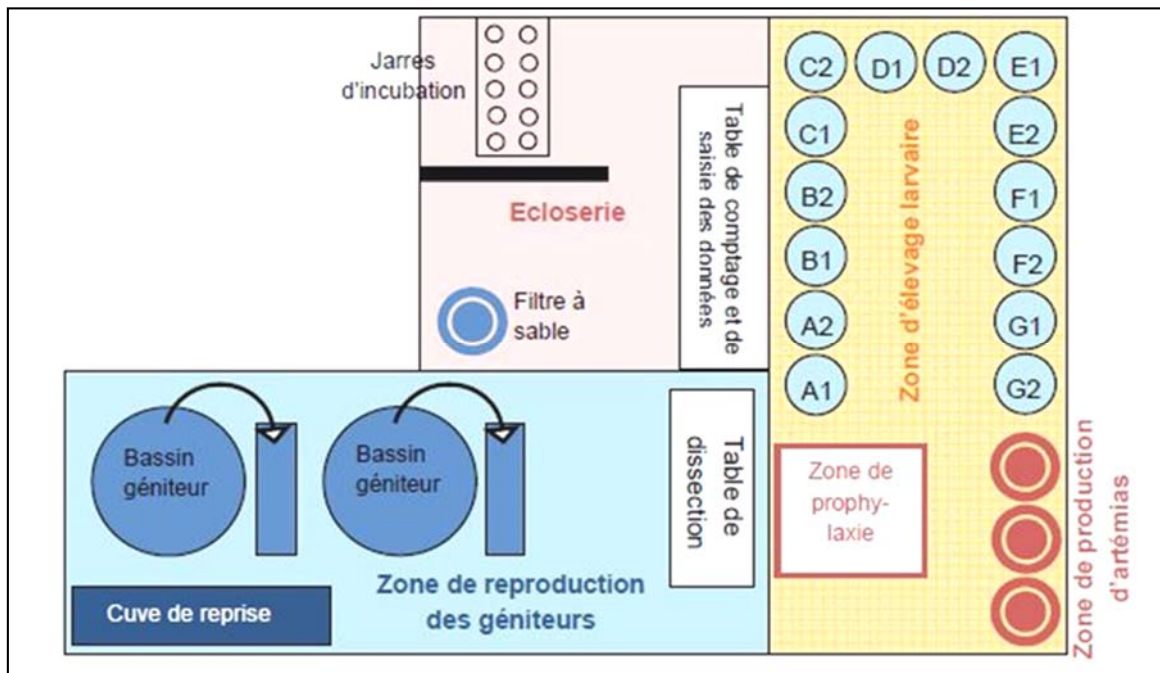 Jarres
d'incubation
Ecloserie
Filtre à
sable
Table de comptage et de
saisie des données
C2
D1
D2
E1
C1
E2
B2
F1
B1
F2
A2
G1
A1
G2
Zone d'élevage larvaire
Bassin
géniteur
Bassin
géniteur
Table de
dissection
Zone de reproduction
des géniteurs
Cuve de reprise
Zone de
prophy-
laxie
Zone de production
d'artémias